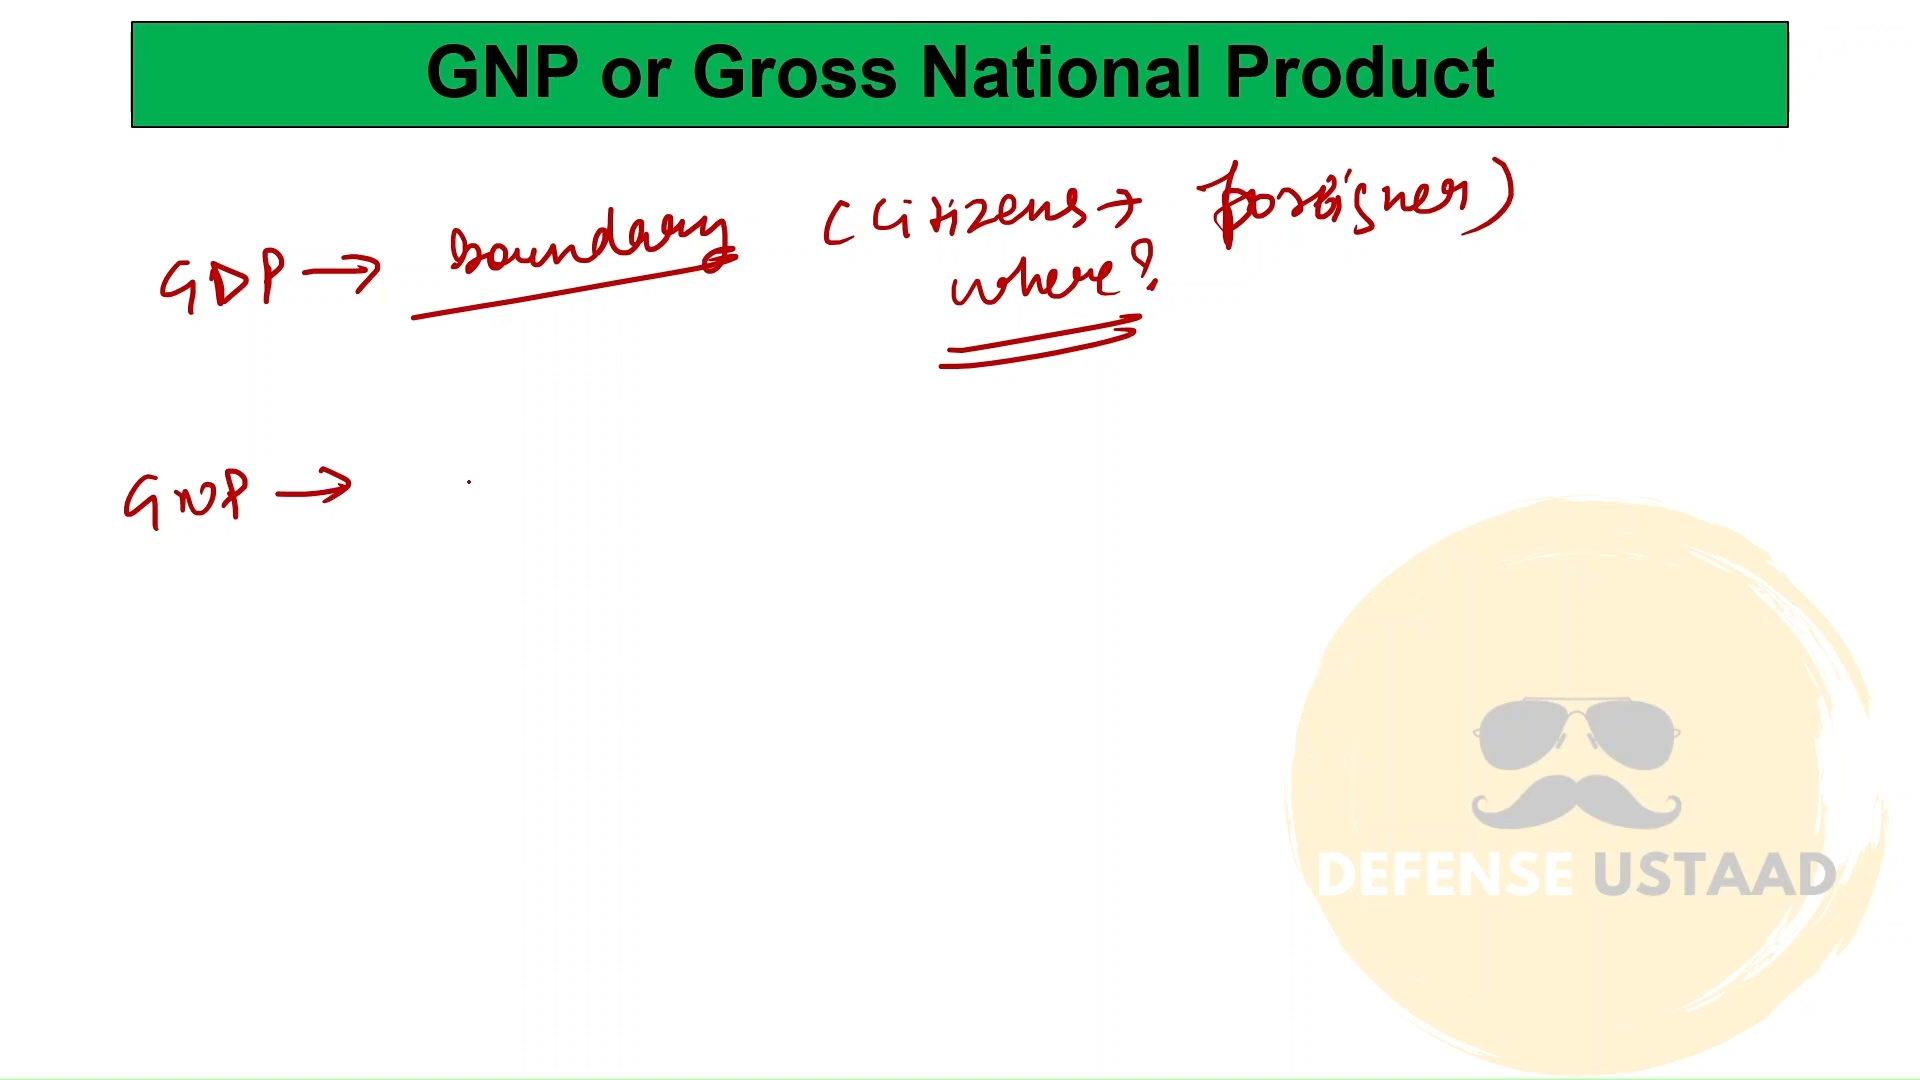 GNP or Gross National Product
GDP → boundary (Citizens + foreigner)
where?
GNP →
DEFENSE USTAAD